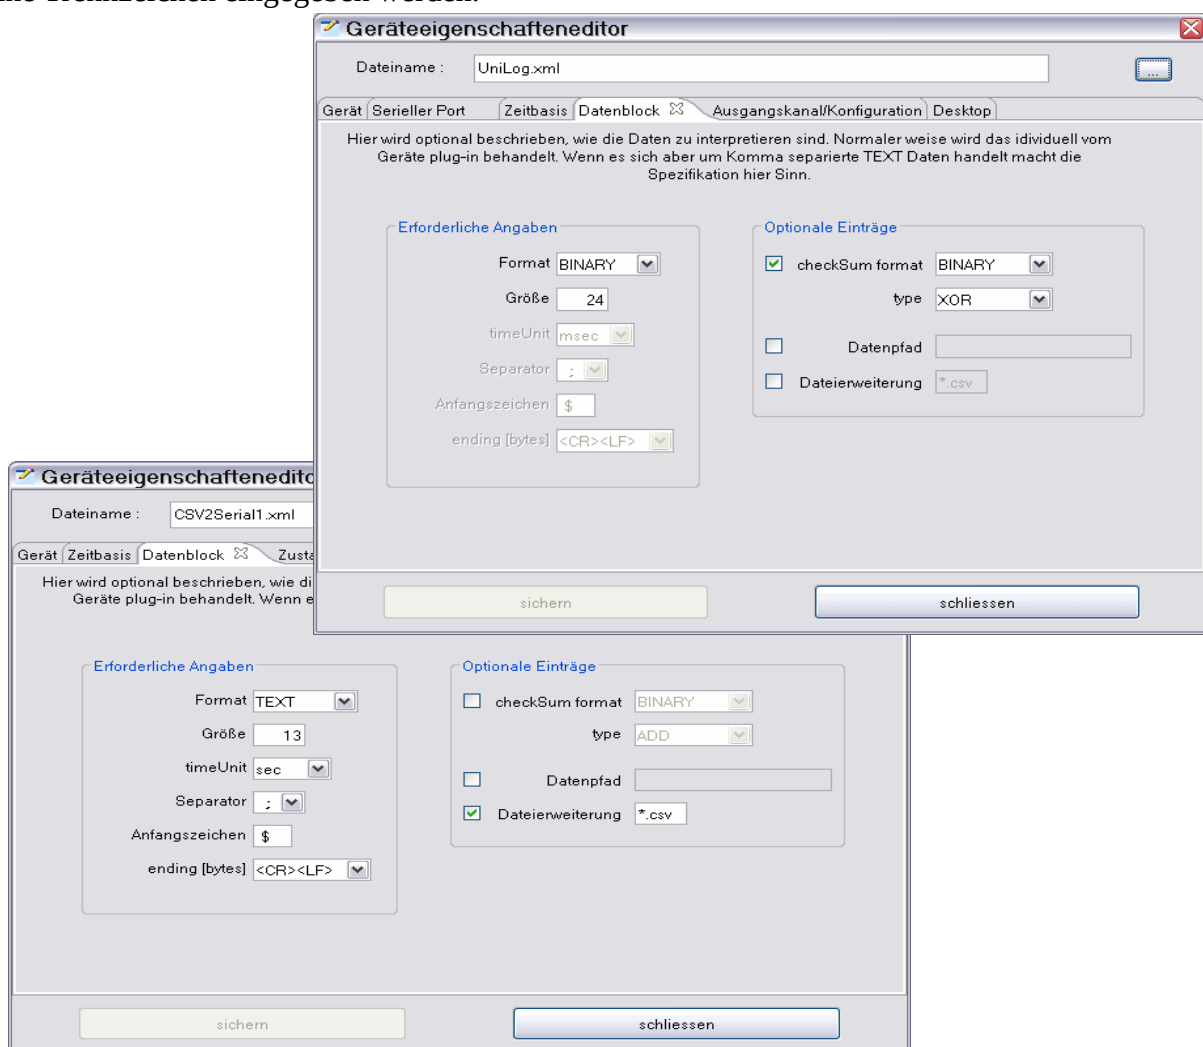 Geräteeigenschafteneditor
Dateiname : UniLog.xml ...
Gerät Serieller Port Zeitbasis Datenblock Ausgangskanal/Konfiguration Desktop
Hier wird optional beschrieben, wie die Daten zu interpretieren sind. Normaler weise wird das idividuell vom
Geräte plug-in behandelt. Wenn es sich aber um Komma separierte TEXT Daten handelt macht die
Spezifikation hier Sinn.
Erforderliche Angaben
Format BINARY
Größe 24
timeUnit msec
Separator ;
Anfangszeichen $
ending [bytes] <CR><LF>
Optionale Einträge
checkSum format BINARY
type XOR
Datenpfad
Dateierweiterung *.csv
sichern schliessen
Geräteeigenschaftenedito
Dateiname : CSV2Serial1.xml
Gerät Zeitbasis Datenblock Zusta
Hier wird optional beschrieben, wie di
Geräte plug-in behandelt. Wenn e
Erforderliche Angaben
Format TEXT
Größe 13
timeUnit sec
Separator ;
Anfangszeichen $
ending [bytes] <CR><LF>
Optionale Einträge
checkSum format BINARY
type ADD
Datenpfad
Dateierweiterung *.csv
sichern schliessen